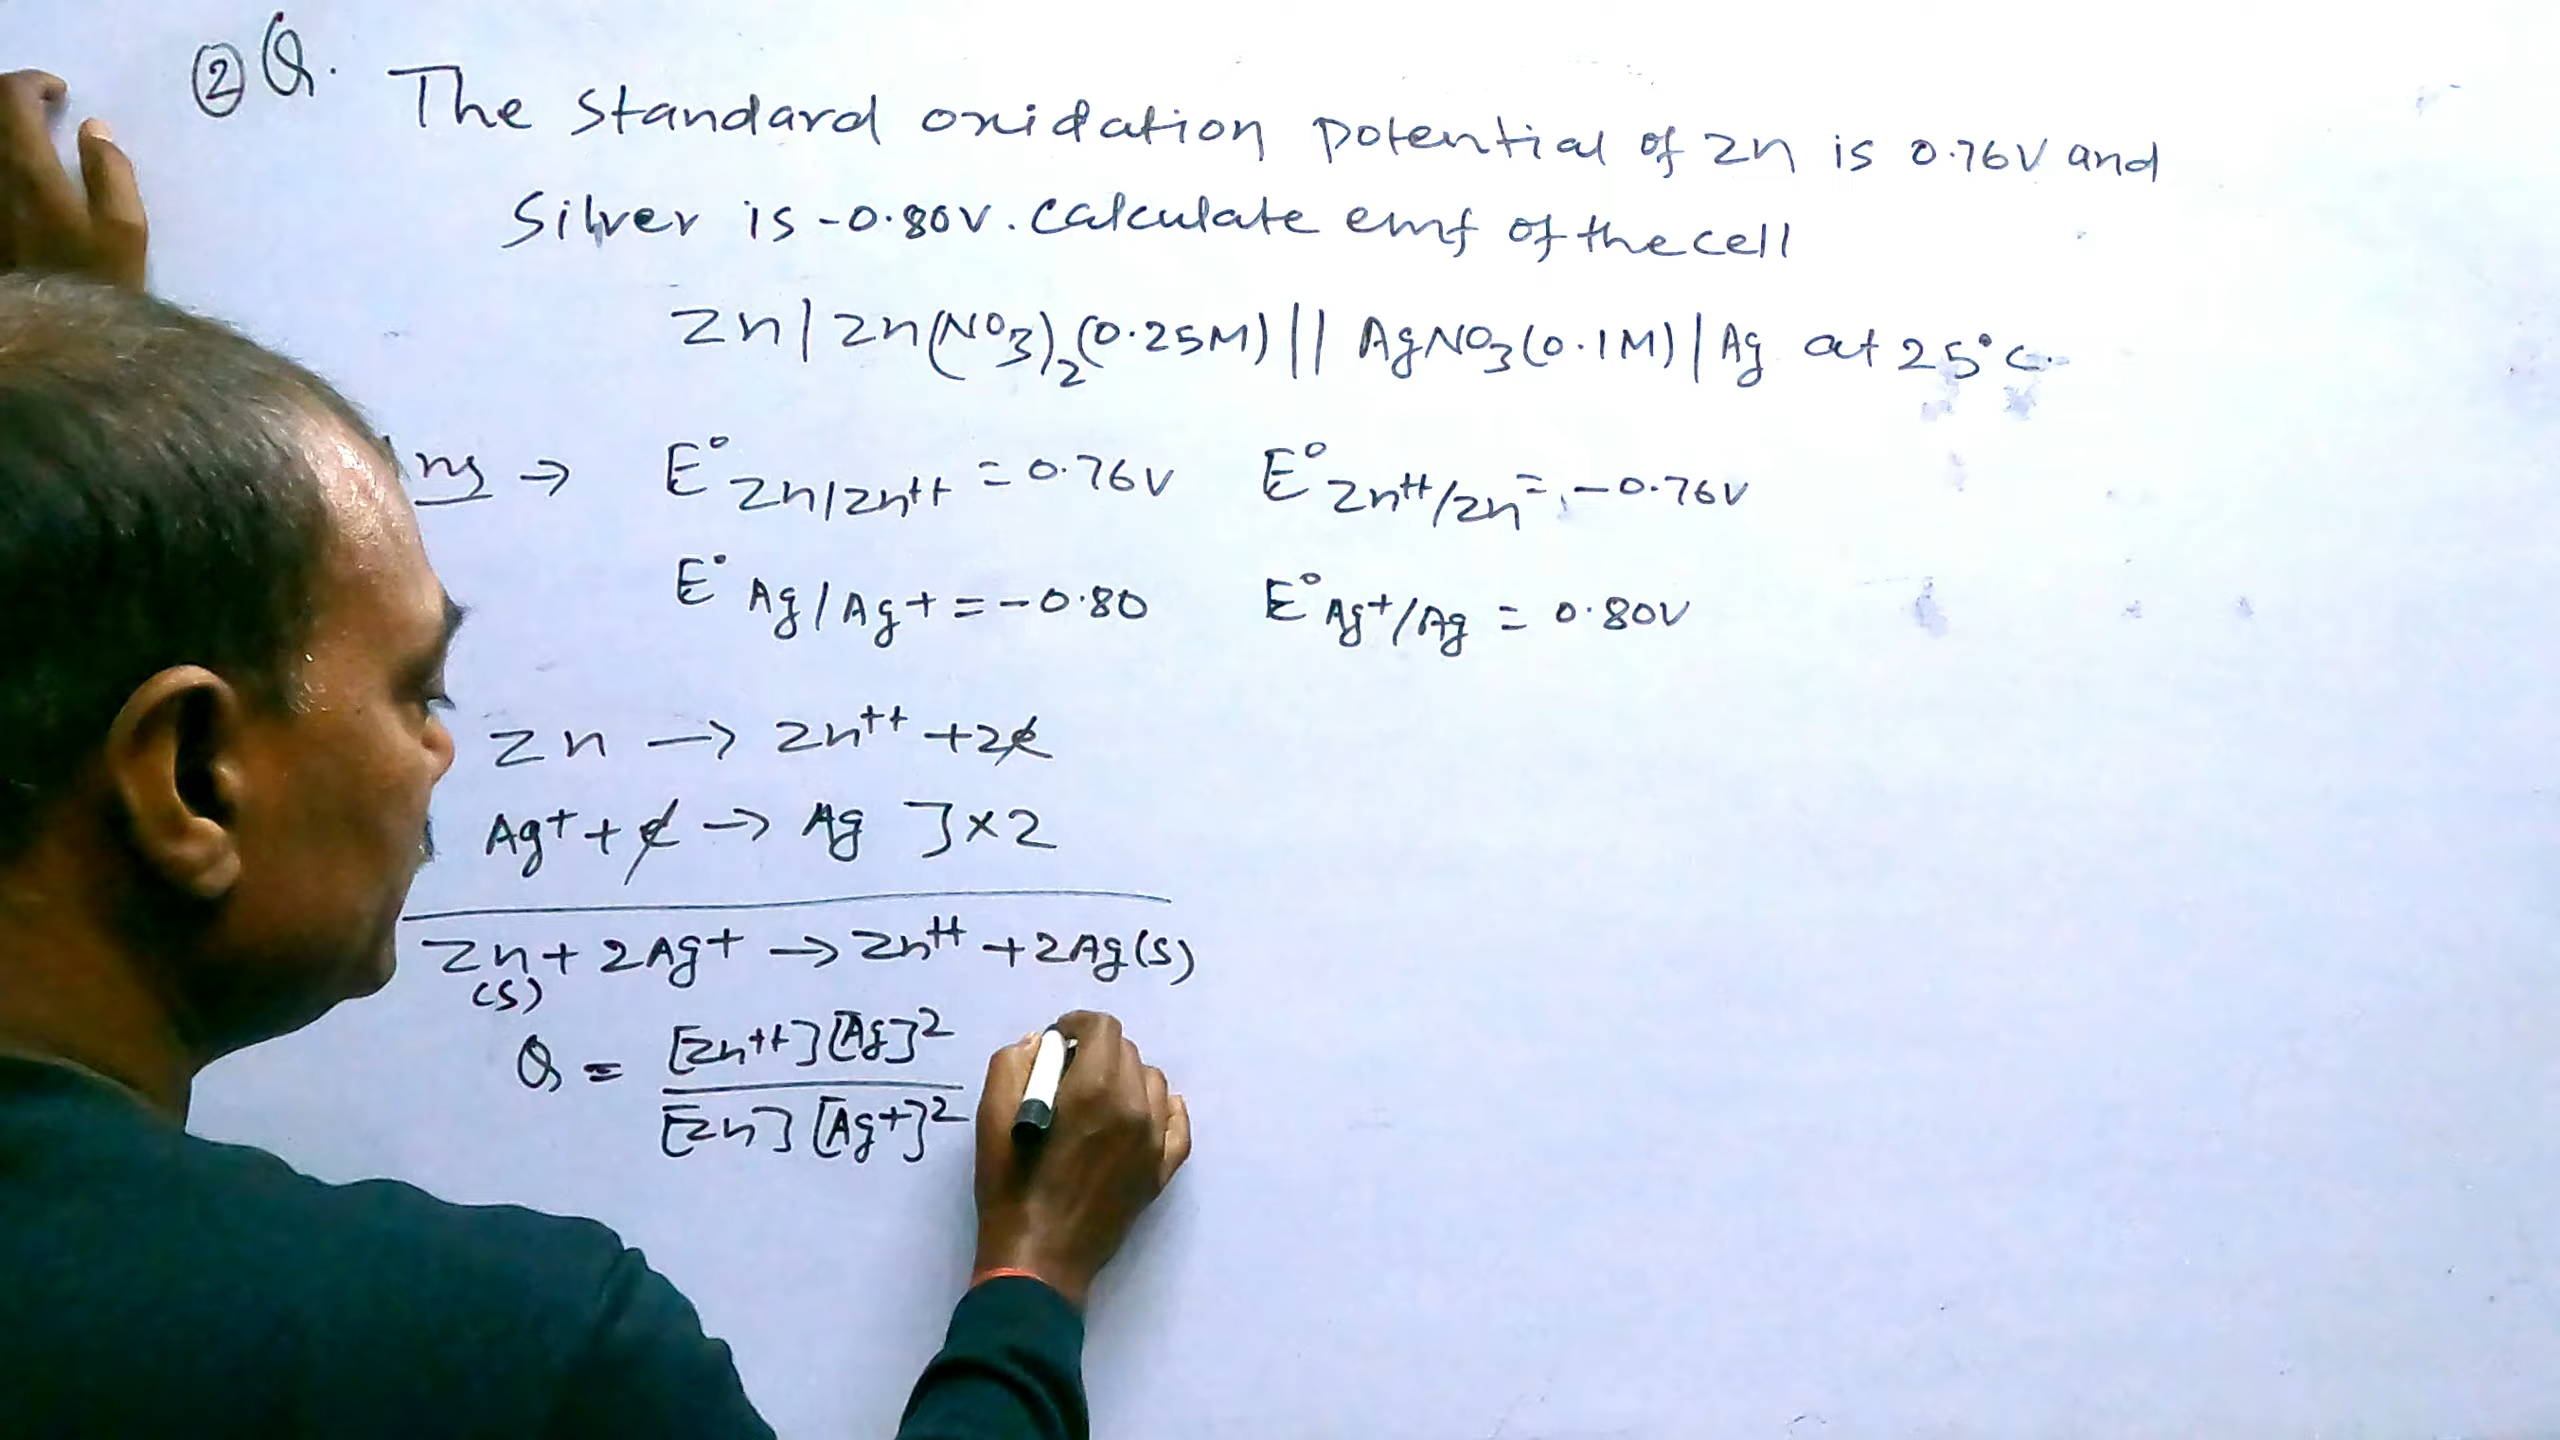 ② Q. The standard oxidation potential of Zn is 0.76V and
Silver is -0.80V. Calculate emf of the cell
Zn | Zn(NO3)2 (0.25M) || AgNO3 (0.1M) | Ag at 25°C.
ns → E° Zn/Zn++ = 0.76V E° Zn++/Zn = -0.76V
E° Ag/Ag+ = -0.80 E° Ag+/Ag = 0.80V
Zn → Zn++ + 2e
Ag+ + e → Ag ] × 2
Zn(s) + 2Ag+ → Zn++ + 2Ag(s)
Q = [Zn++][Ag]2
[Zn][Ag+]2